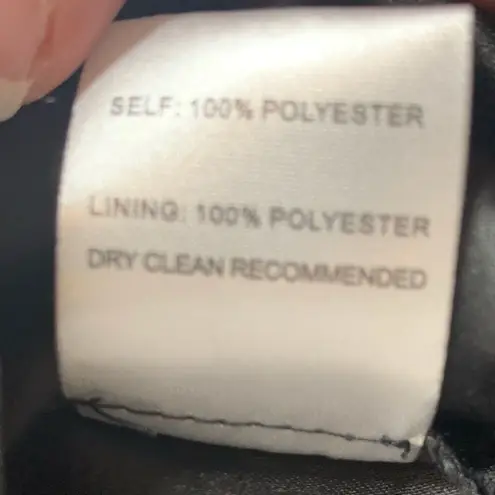 SELF: 100% POLYESTER
LINING: 100% POLYESTER
DRY CLEAN RECOMMENDED